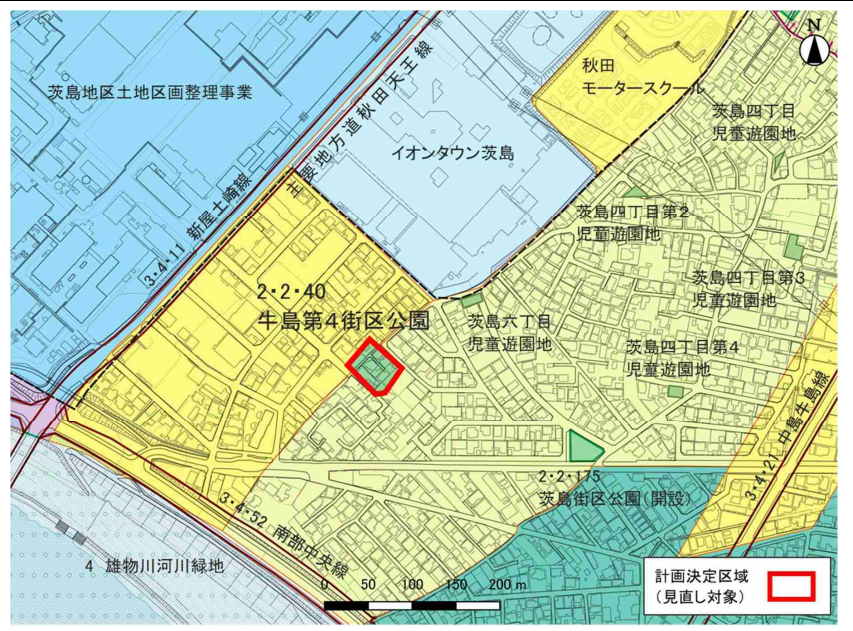 N
秋田
モータースクール
茨島地区土地区画整理事業
主要地方道秋田天王線
茨島四丁目
児童遊園地
イオンタウン茨島
3・4・11 新屋土崎線
茨島四丁目第2
児童遊園地
茨島四丁目第3
児童遊園地
2・2・40
牛島第4街区公園
茨島六丁目
児童遊園地
茨島四丁目第4
児童遊園地
3・4・21 中島牛島線
2・2・175
茨島街区公園(開設)
3・4・52 南部中央線
4 雄物川河川緑地
0 50 100 150 200 m
計画決定区域
(見直し対象)